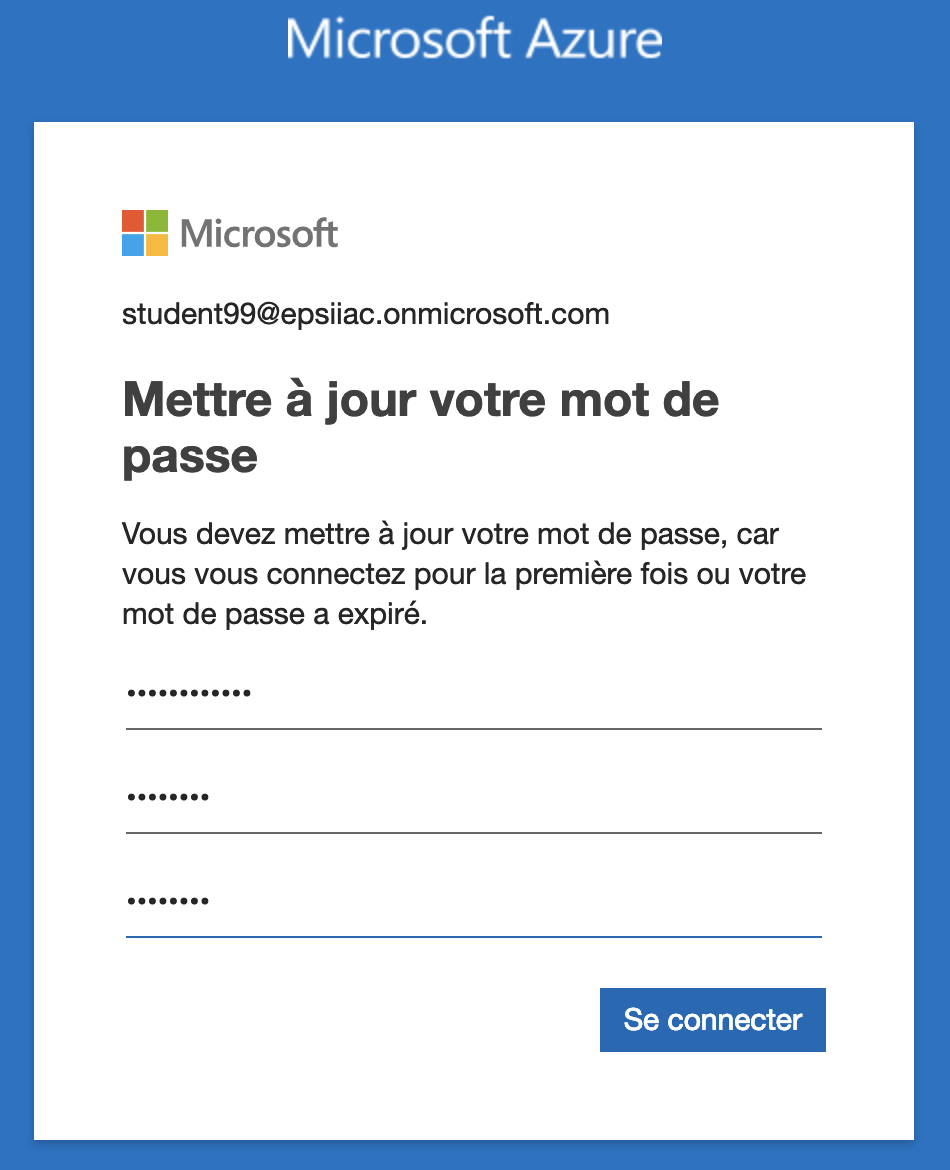 Microsoft Azure
Microsoft
student99@epsiiac.onmicrosoft.com
Mettre à jour votre mot de
passe
Vous devez mettre à jour votre mot de passe, car
vous vous connectez pour la première fois ou votre
mot de passe a expiré.
••••••••••••
••••••••
••••••••
Se connecter